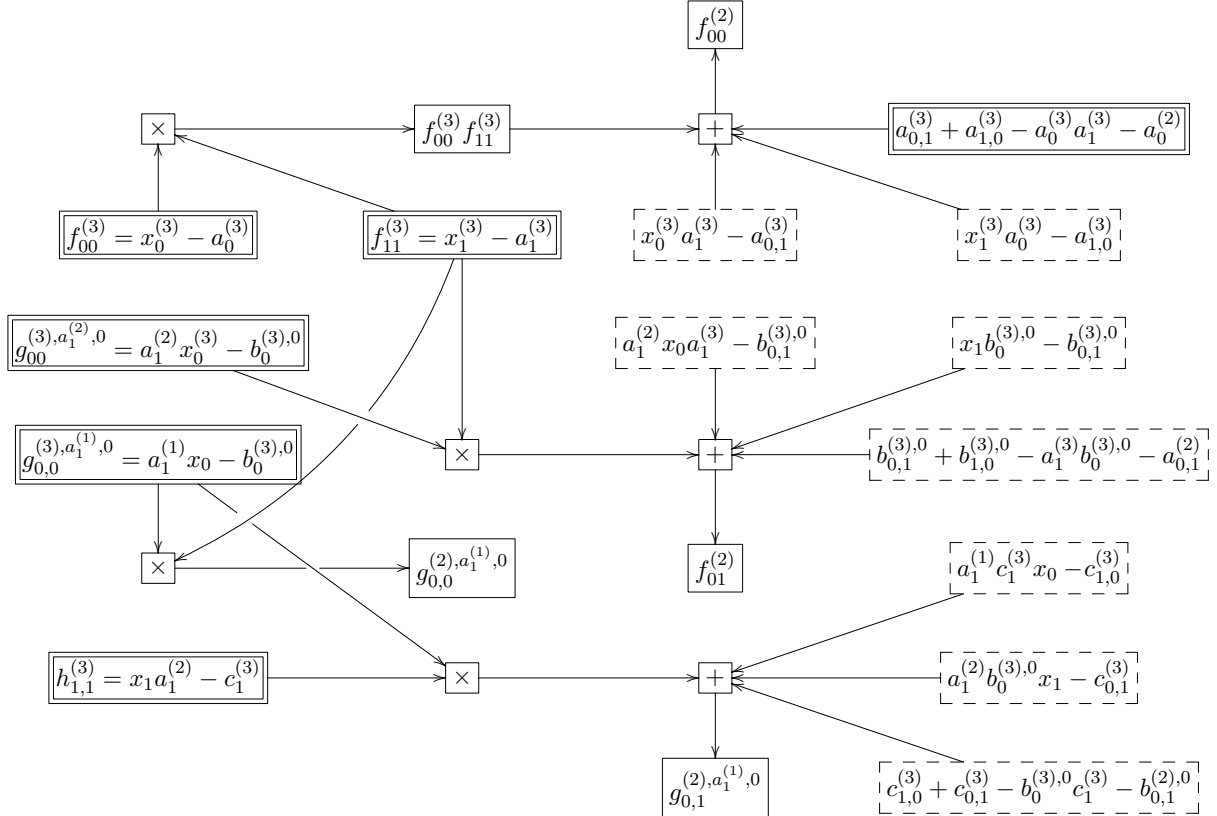 f_{00}^{(2)}
×
f_{00}^{(3)} f_{11}^{(3)}
+
a_{0,1}^{(3)} + a_{1,0}^{(3)} − a_0^{(3)} a_1^{(3)} − a_0^{(2)}
f_{00}^{(3)} = x_0^{(3)} − a_0^{(3)}
f_{11}^{(3)} = x_1^{(3)} − a_1^{(3)}
x_0^{(3)} a_1^{(3)} − a_{0,1}^{(3)}
x_1^{(3)} a_0^{(3)} − a_{1,0}^{(3)}
g_{00}^{(3),a_1^{(2)},0} = a_1^{(2)} x_0^{(3)} − b_0^{(3),0}
a_1^{(2)} x_0 a_1^{(3)} − b_{0,1}^{(3),0}
x_1 b_0^{(3),0} − b_{0,1}^{(3),0}
g_{0,0}^{(3),a_1^{(1)},0} = a_1^{(1)} x_0 − b_0^{(3),0}
×
+
b_{0,1}^{(3),0} + b_{1,0}^{(3),0} − a_1^{(3)} b_0^{(3),0} − a_{0,1}^{(2)}
×
g_{0,0}^{(2),a_1^{(1)},0}
f_{01}^{(2)}
a_1^{(1)} c_1^{(3)} x_0 − c_{1,0}^{(3)}
h_{1,1}^{(3)} = x_1 a_1^{(2)} − c_1^{(3)}
×
+
a_1^{(2)} b_0^{(3),0} x_1 − c_{0,1}^{(3)}
g_{0,1}^{(2),a_1^{(1)},0}
c_{1,0}^{(3)} + c_{0,1}^{(3)} − b_0^{(3),0} c_1^{(3)} − b_{0,1}^{(2),0}